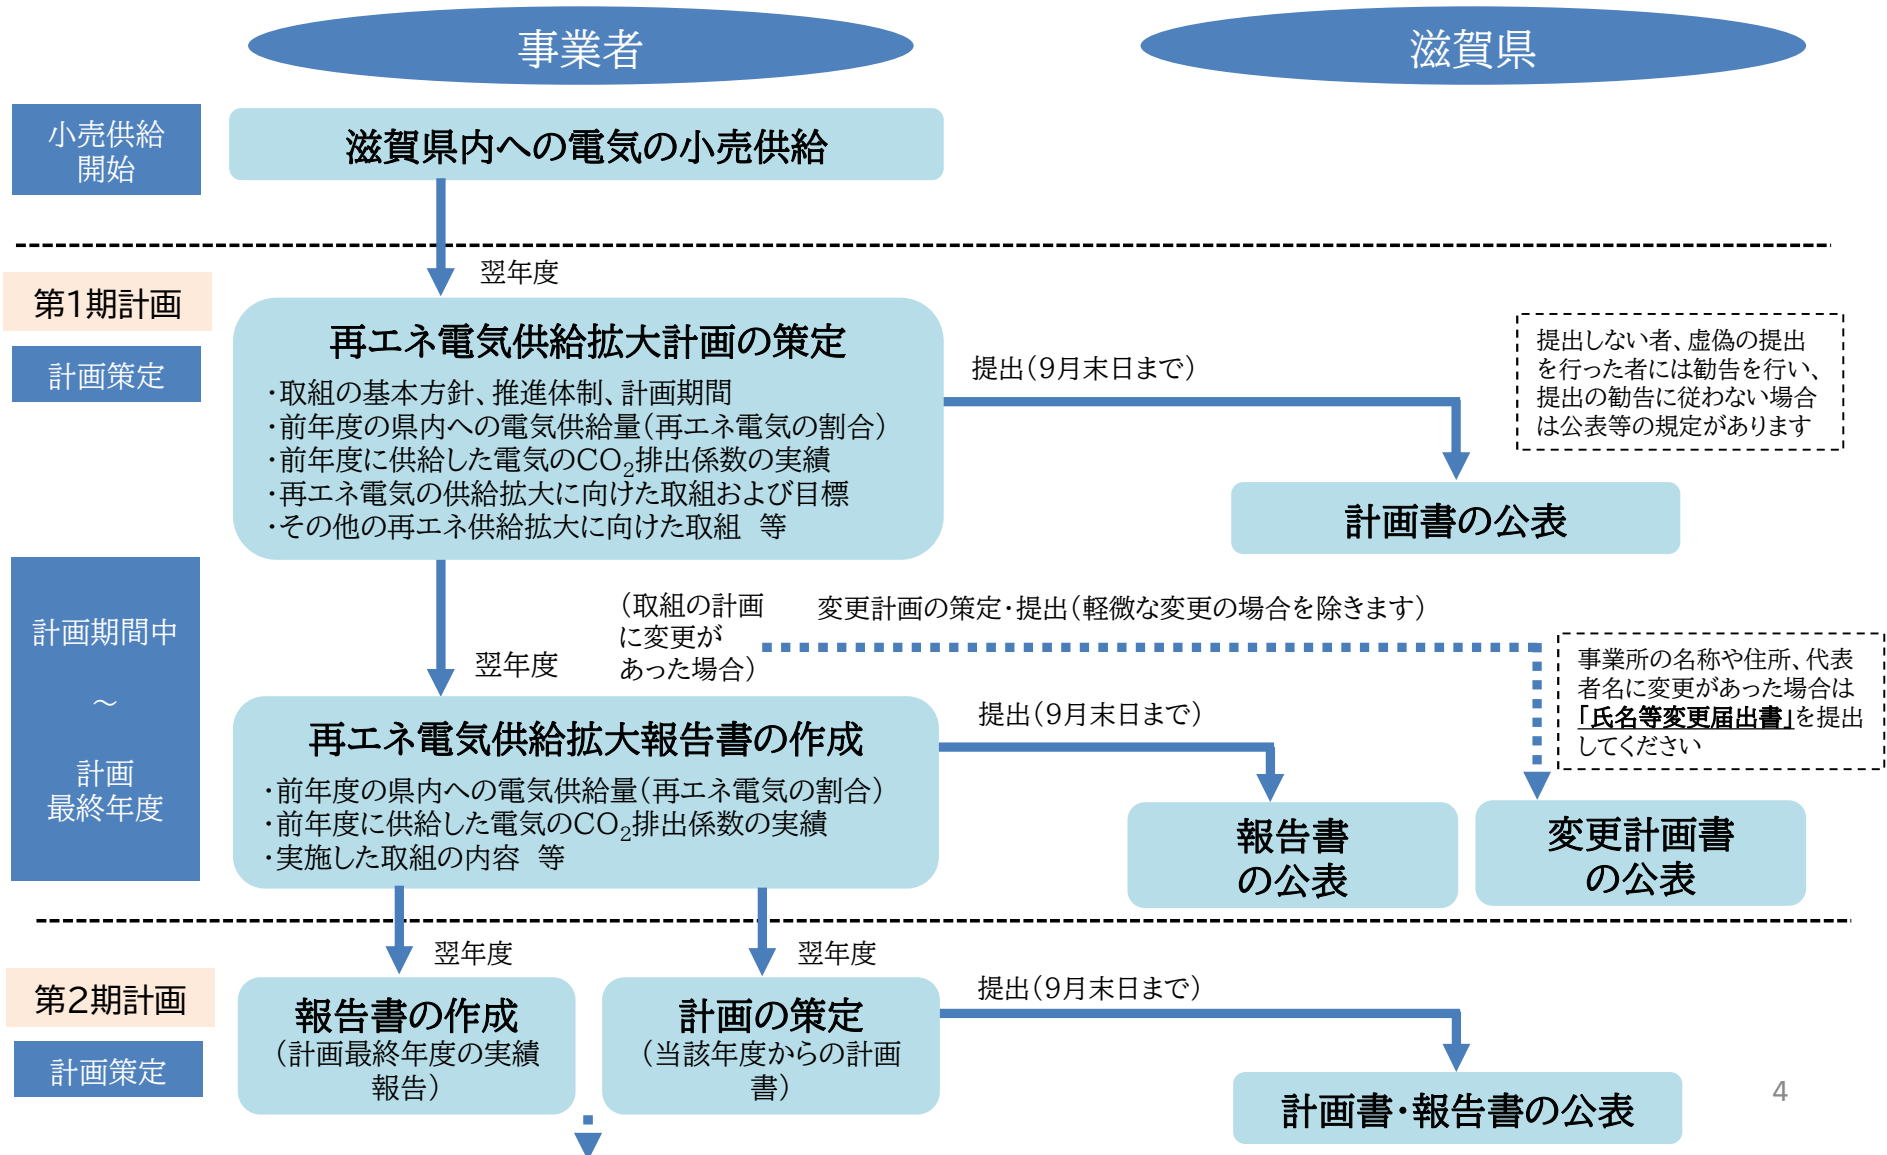 事業者
滋賀県
小売供給
開始
滋賀県内への電気の小売供給
翌年度
第1期計画
計画策定
再エネ電気供給拡大計画の策定
・取組の基本方針、推進体制、計画期間
・前年度の県内への電気供給量（再エネ電気の割合）
・前年度に供給した電気のCO₂排出係数の実績
・再エネ電気の供給拡大に向けた取組および目標
・その他の再エネ供給拡大に向けた取組　等
提出（9月末日まで）
提出しない者、虚偽の提出
を行った者には勧告を行い、
提出の勧告に従わない場合
は公表等の規定があります
計画書の公表
計画期間中
～
計画
最終年度
翌年度
（取組の計画
に変更が
あった場合）
変更計画の策定・提出（軽微な変更の場合を除きます）
事業所の名称や住所、代表
者名に変更があった場合は
「氏名等変更届出書」を提出
してください
再エネ電気供給拡大報告書の作成
・前年度の県内への電気供給量（再エネ電気の割合）
・前年度に供給した電気のCO₂排出係数の実績
・実施した取組の内容　等
提出（9月末日まで）
報告書
の公表
変更計画書
の公表
翌年度
翌年度
第2期計画
計画策定
報告書の作成
（計画最終年度の実績
報告）
計画の策定
（当該年度からの計画
書）
提出（9月末日まで）
計画書・報告書の公表
4